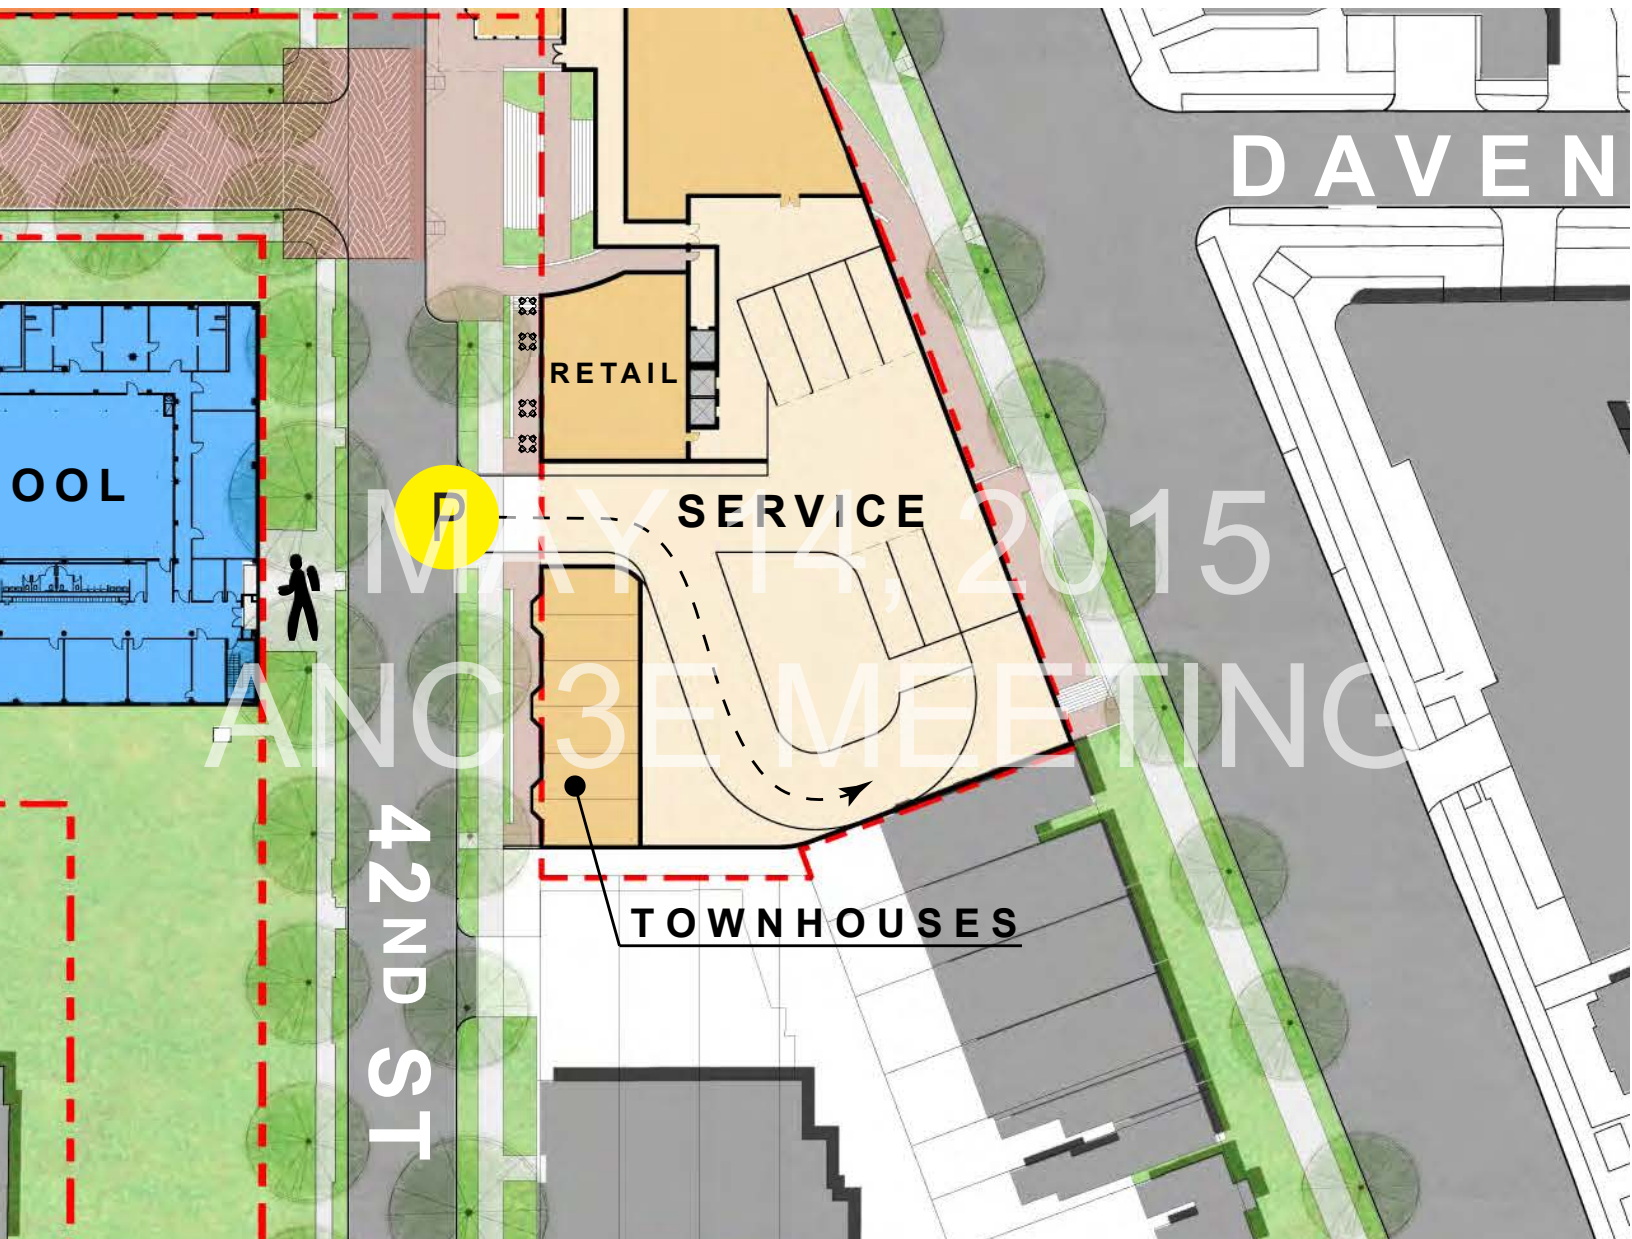 DAVEN
RETAIL
OOL
P
SERVICE
MAY 14, 2015
ANC 3E MEETING
42ND ST
TOWNHOUSES